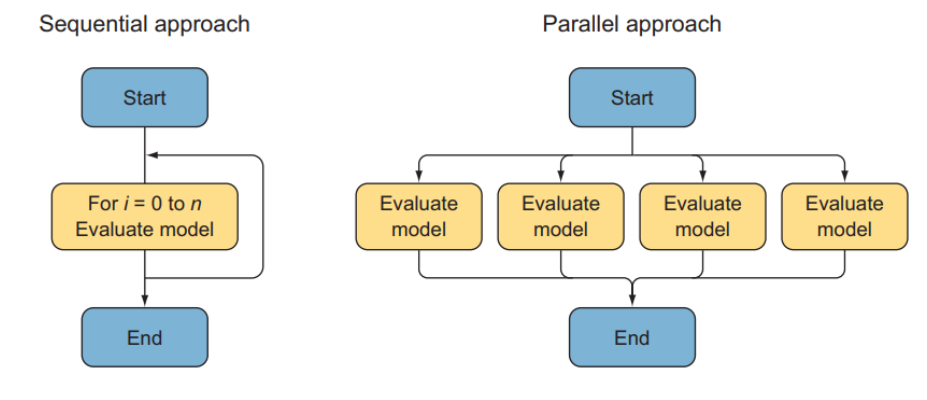 Sequential approach
Parallel approach
Start
Start
For i = 0 to n
Evaluate model
Evaluate
model
Evaluate
model
Evaluate
model
Evaluate
model
End
End